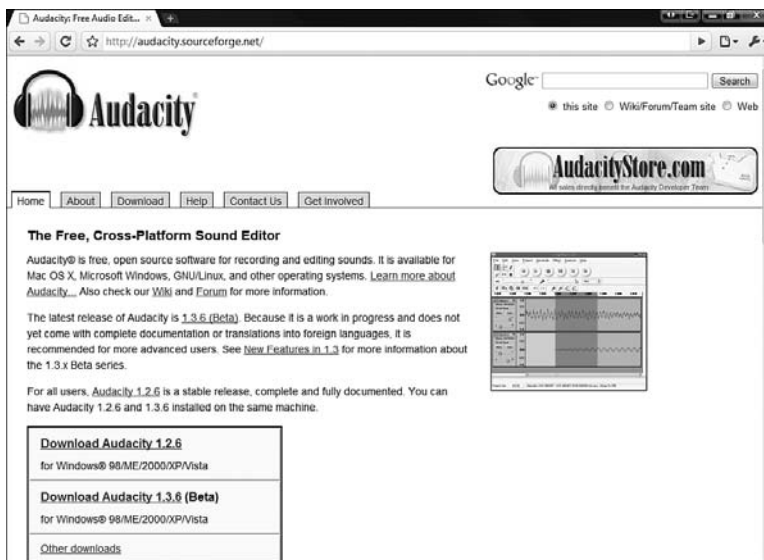 Audacity: Free Audio Edit...
http://audacity.sourceforge.net/
Audacity®
Google™
Search
this site
Wiki/Forum/Team site
Web
AudacityStore.com
All sales directly benefit the Audacity Developer Team
Home
About
Download
Help
Contact Us
Get Involved
The Free, Cross-Platform Sound Editor
Audacity® is free, open source software for recording and editing sounds. It is available for
Mac OS X, Microsoft Windows, GNU/Linux, and other operating systems. Learn more about
Audacity... Also check our Wiki and Forum for more information.
The latest release of Audacity is 1.3.6 (Beta). Because it is a work in progress and does not
yet come with complete documentation or translations into foreign languages, it is
recommended for more advanced users. See New Features in 1.3 for more information about
the 1.3.x Beta series.
For all users, Audacity 1.2.6 is a stable release, complete and fully documented. You can
have Audacity 1.2.6 and 1.3.6 installed on the same machine.
Download Audacity 1.2.6
for Windows® 98/ME/2000/XP/Vista
Download Audacity 1.3.6 (Beta)
for Windows® 98/ME/2000/XP/Vista
Other downloads